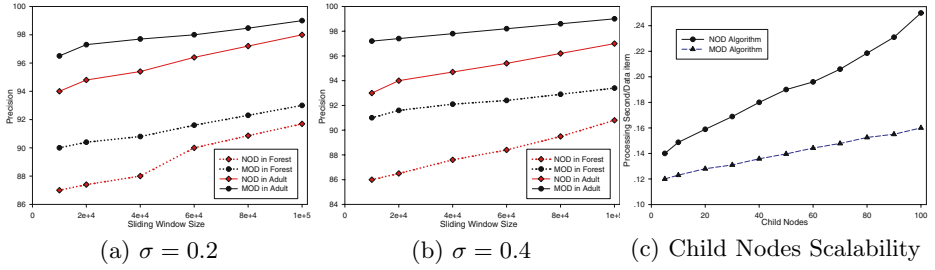 100
98
96
94
92
90
88
86
Precision
0
2e+4
4e+4
6e+4
8e+4
1e+5
Sliding Window Size
NOD in Forest
MOD in Forest
NOD in Adult
MOD in Adult
(a) σ = 0.2
100
98
96
94
92
90
88
86
84
Precision
0
2e+4
4e+4
6e+4
8e+4
1e+5
Sliding Window Size
NOD in Forest
MOD in Forest
NOD in Adult
MOD in Adult
(b) σ = 0.4
.24
.22
.20
.18
.16
.14
.12
.10
Processing Second/Data item
0
20
40
60
80
100
Child Nodes
NOD Algorithm
MOD Algorithm
(c) Child Nodes Scalability